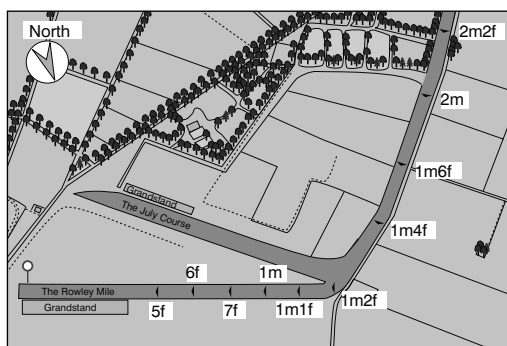 North
2m2f
2m
1m6f
Grandstand
The July Course
1m4f
6f
1m
The Rowley Mile
1m2f
Grandstand
5f
7f
1m1f